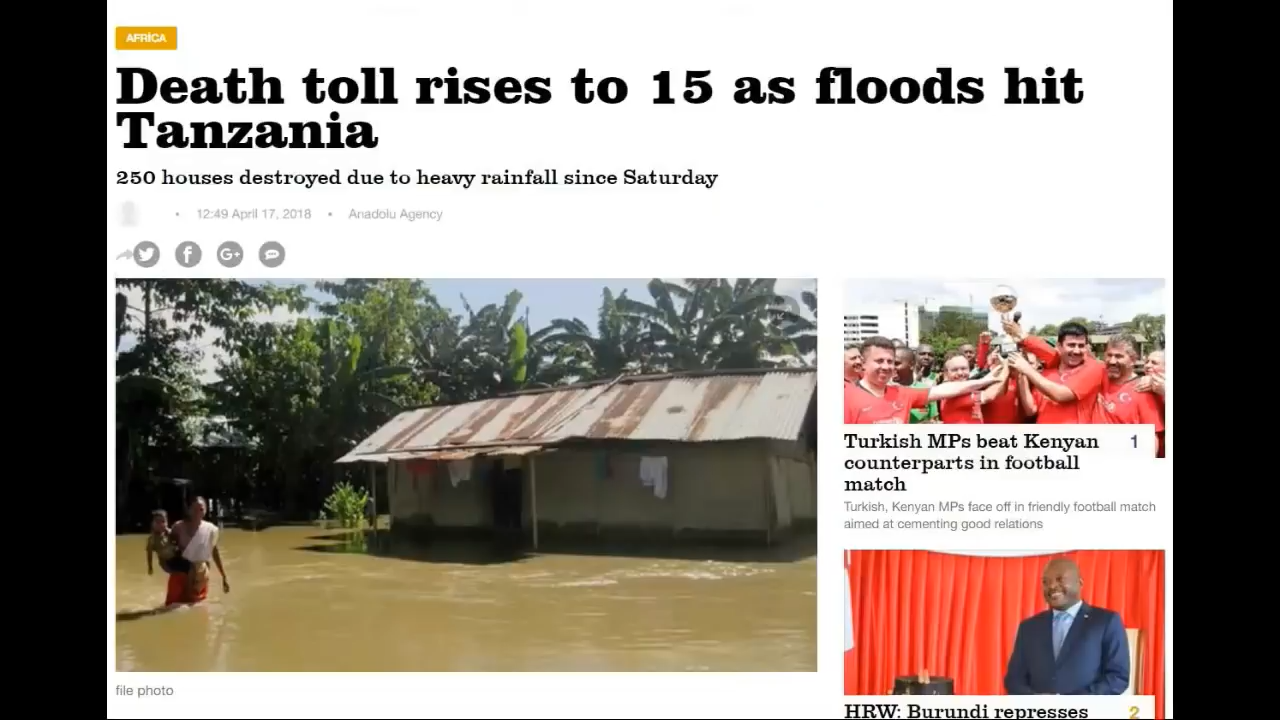 AFRİCA
Death toll rises to 15 as floods hit
Tanzania
250 houses destroyed due to heavy rainfall since Saturday
• 12:49 April 17, 2018 • Anadolu Agency
file photo
Turkish MPs beat Kenyan
counterparts in football
match
1
Turkish, Kenyan MPs face off in friendly football match
aimed at cementing good relations
HRW: Burundi represses
2